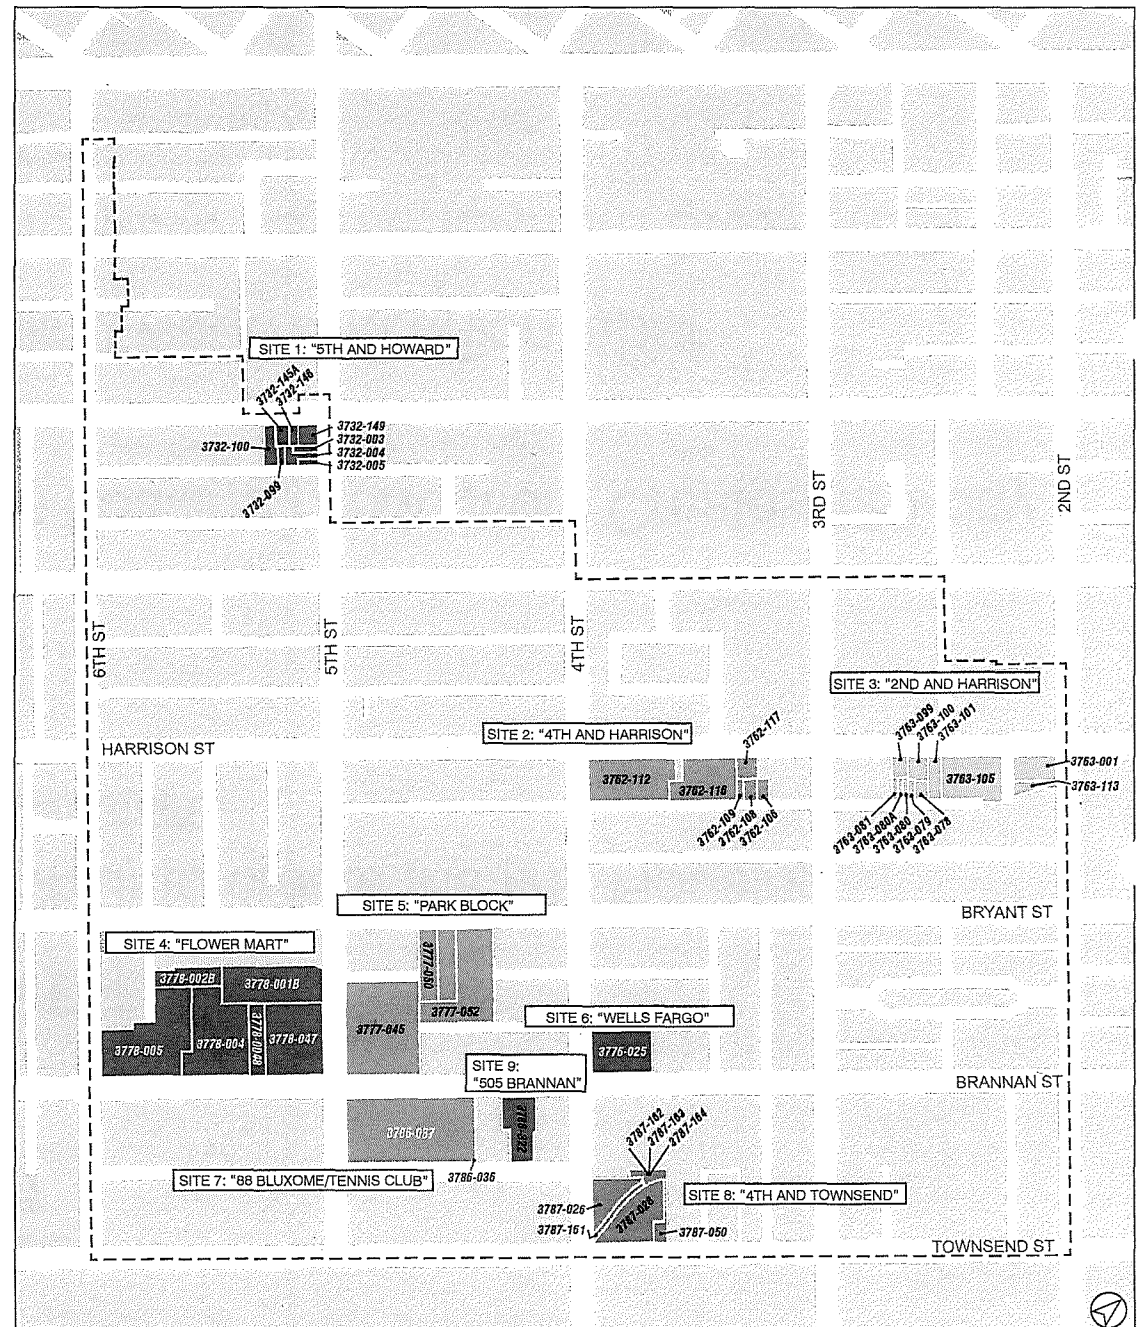 SITE 1: "5TH AND HOWARD"
3732-145A
3732-146
3732-149
3732-003
3732-100
3732-004
3732-005
3732-099
3RD ST
2ND ST
6TH ST
5TH ST
4TH ST
SITE 3: "2ND AND HARRISON"
3763-099
3763-100
3763-101
SITE 2: "4TH AND HARRISON"
3762-117
HARRISON ST
3763-001
3762-112
3763-105
3762-116
3763-113
3762-109
3762-108
3762-106
3763-081
3763-080A
3763-080
3763-079
3763-078
SITE 5: "PARK BLOCK"
BRYANT ST
SITE 4: "FLOWER MART"
3777-050
3778-002B
3778-001B
3777-052
SITE 6: "WELLS FARGO"
3777-045
3778-005
3778-004
3778-047
3776-025
SITE 9:
"505 BRANNAN"
BRANNAN ST
3787-162
3787-163
3787-164
SITE 7: "88 BLUXOME/TENNIS CLUB"
3786-036
SITE 8: "4TH AND TOWNSEND"
3787-026
3787-028
3787-161
3787-050
TOWNSEND ST